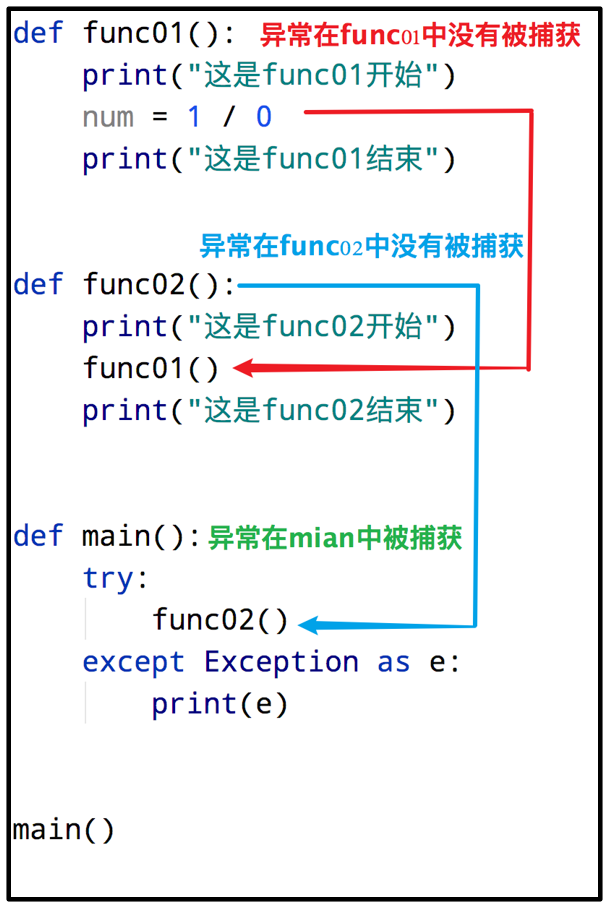 def func01(): 异常在func01中没有被捕获
print("这是func01开始")
num = 1 / 0
print("这是func01结束")
异常在func02中没有被捕获
def func02():
print("这是func02开始")
func01()
print("这是func02结束")
def main(): 异常在mian中被捕获
try:
func02()
except Exception as e:
print(e)
main()